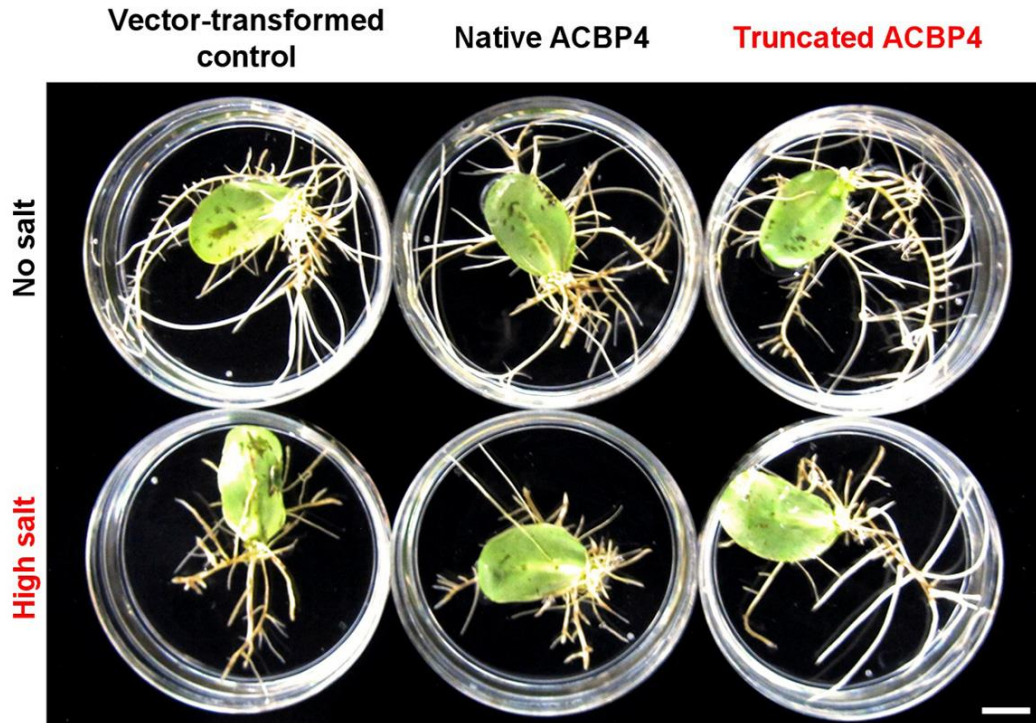 Vector-transformed
control
Native ACBP4
Truncated ACBP4
No salt
High salt